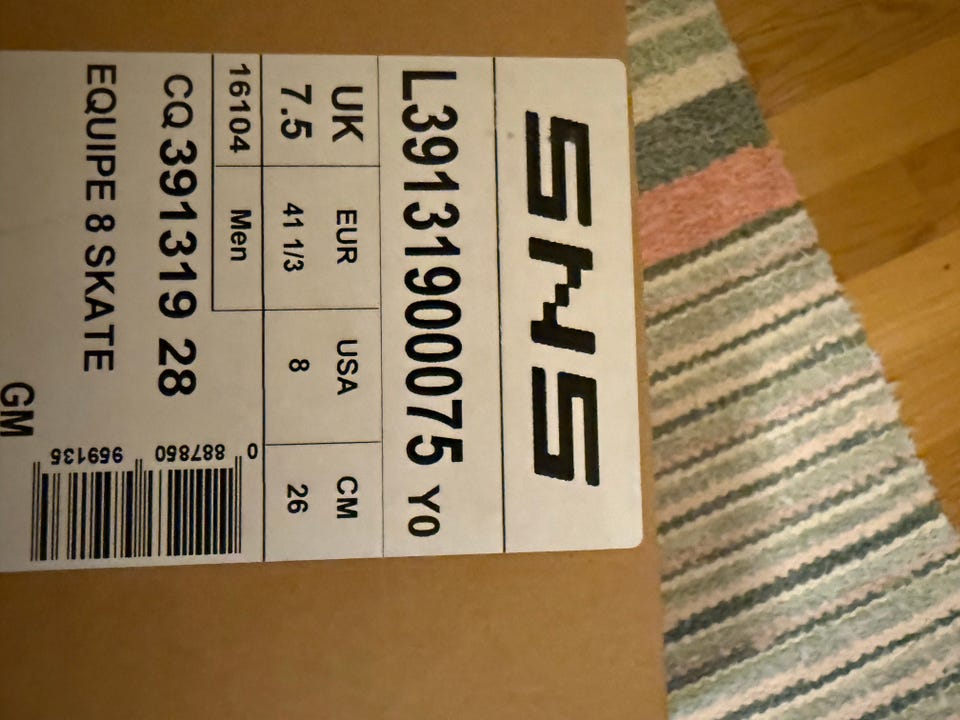 SNS
L39131900075 Y0
UK EUR USA CM
7.5 41 1/3 8 26
16104 Men
CQ 391319 28
EQUIPE 8 SKATE
0 887850 959135
GM